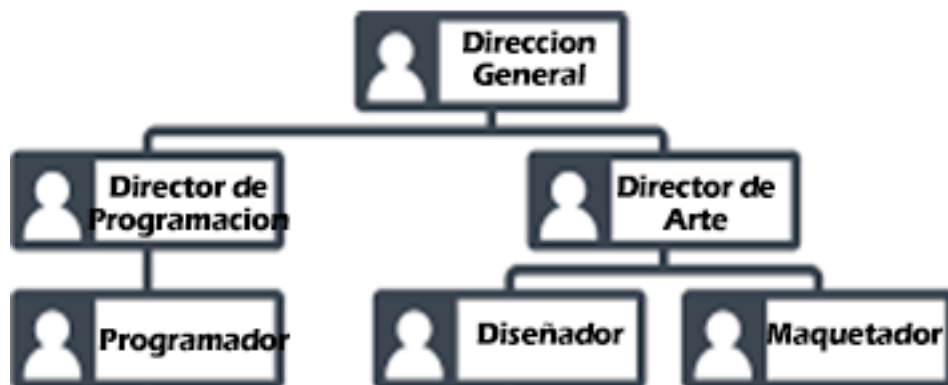 Direccion
General
Director de
Programacion
Director de
Arte
Programador
Diseñador
Maquetador